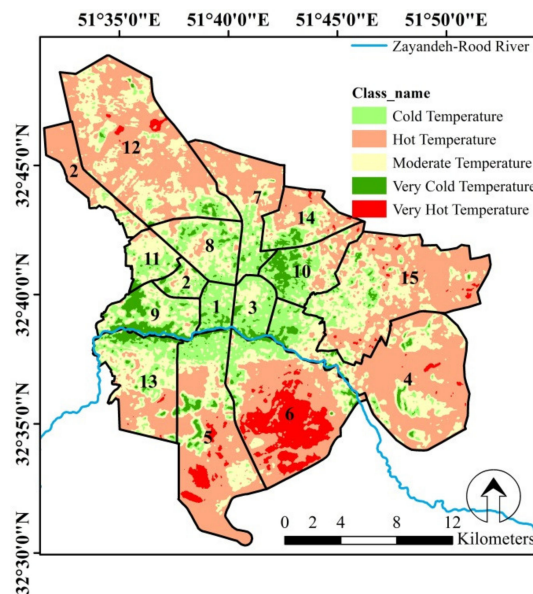 51°35'0"E 51°40'0"E 51°45'0"E 51°50'0"E
Zayandeh-Rood River
Class_name
Cold Temperature
Hot Temperature
Moderate Temperature
Very Cold Temperature
Very Hot Temperature
32°45'0"N
32°40'0"N
32°35'0"N
32°30'0"N
12
2
7
14
8
11
10
15
2
9
1
3
13
4
6
5
0 2 4 8 12
Kilometers